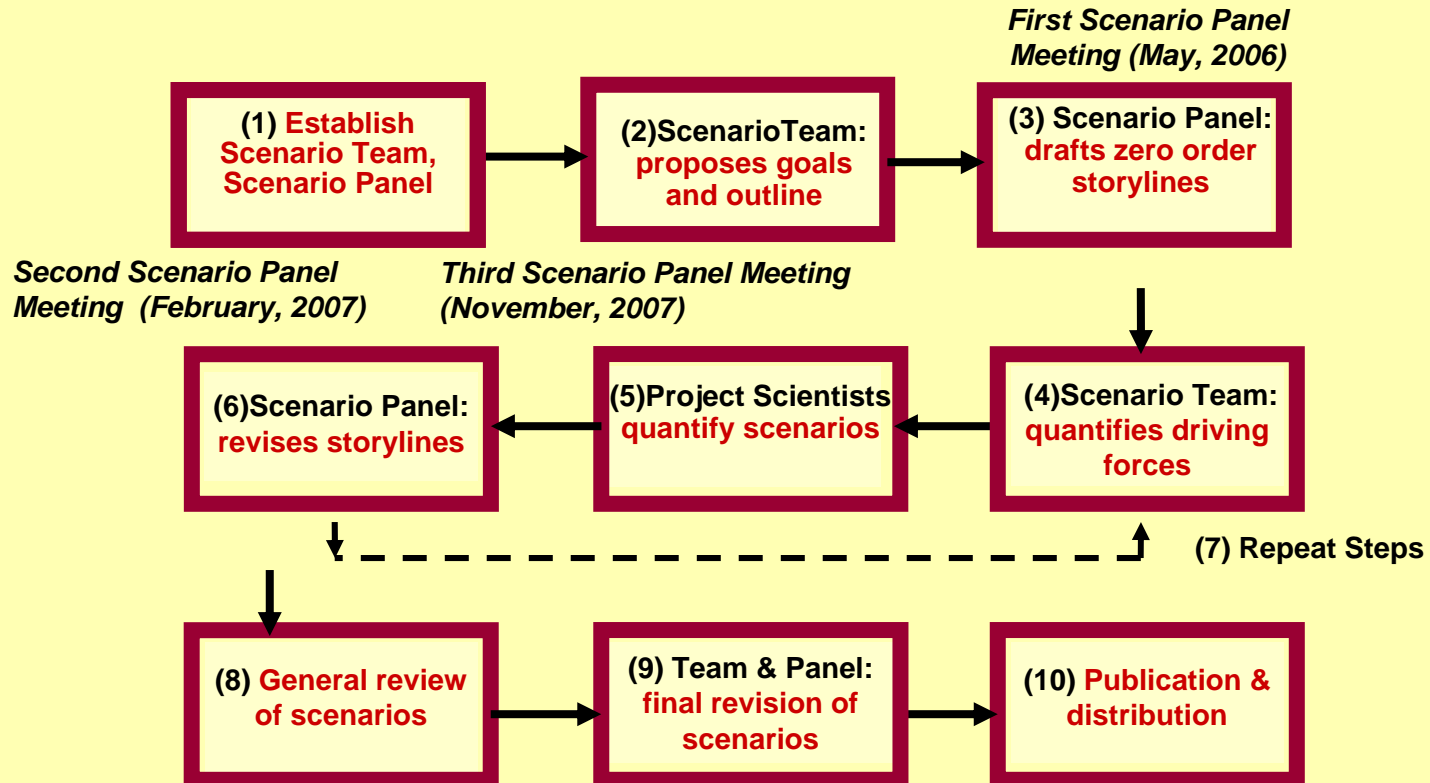 First Scenario Panel
Meeting (May, 2006)
(1) Establish
Scenario Team,
Scenario Panel
(2)ScenarioTeam:
proposes goals
and outline
(3) Scenario Panel:
drafts zero order
storylines
Second Scenario Panel
Meeting (February, 2007)
Third Scenario Panel Meeting
(November, 2007)
(6)Scenario Panel:
revises storylines
(5)Project Scientists
quantify scenarios
(4)Scenario Team:
quantifies driving
forces
(7) Repeat Steps
(8) General review
of scenarios
(9) Team & Panel:
final revision of
scenarios
(10) Publication &
distribution